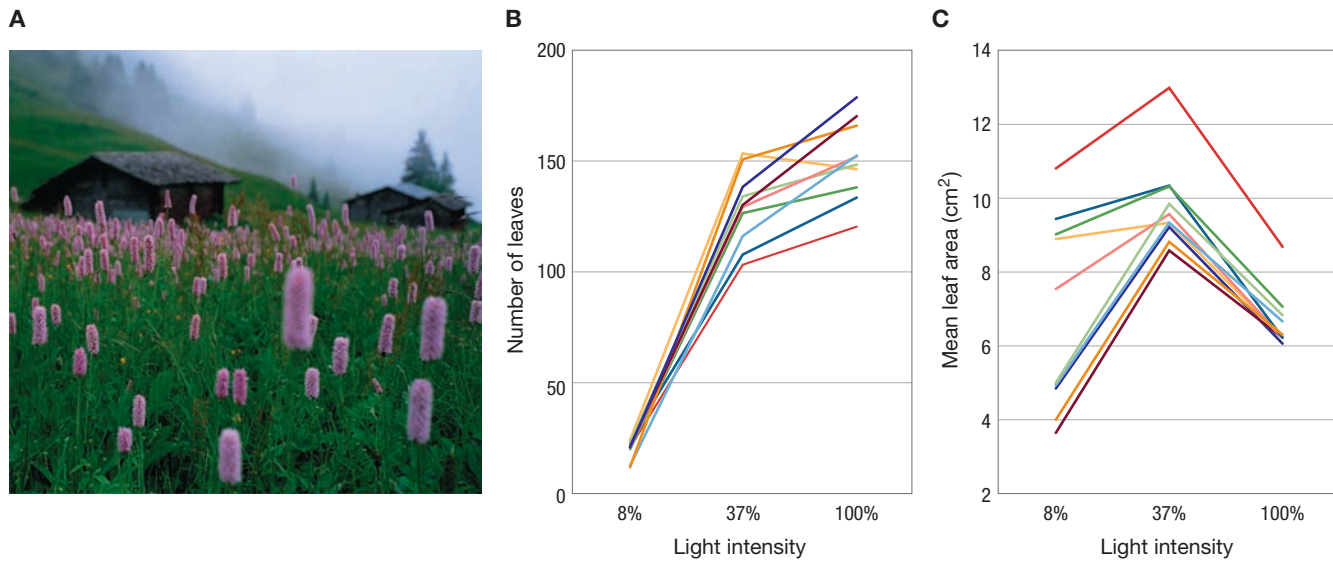 A
B
C
200
150
100
50
0
Number of leaves
8%
37%
100%
Light intensity
14
12
10
8
6
4
2
Mean leaf area (cm²)
8%
37%
100%
Light intensity